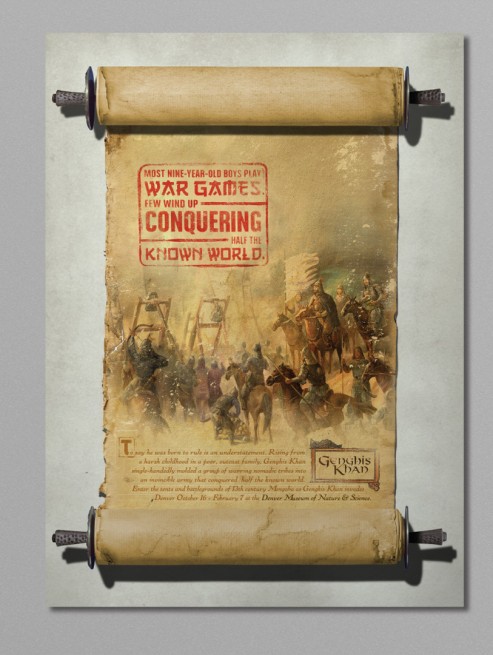 MOST NINE-YEAR-OLD BOYS PLAY
WAR GAMES.
FEW WIND UP
CONQUERING
HALF THE
KNOWN WORLD.
To say he was born to rule is an understatement. Rising from
a harsh childhood in a poor, outcast family, Genghis Khan
single-handedly molded a group of warring nomadic tribes into
an invincible army that conquered half the known world.
Enter the tents and battlegrounds of 13th century Mongolia as Genghis Khan invades
Denver October 16 - February 7 at the Denver Museum of Nature & Science.
Genghis
Khan